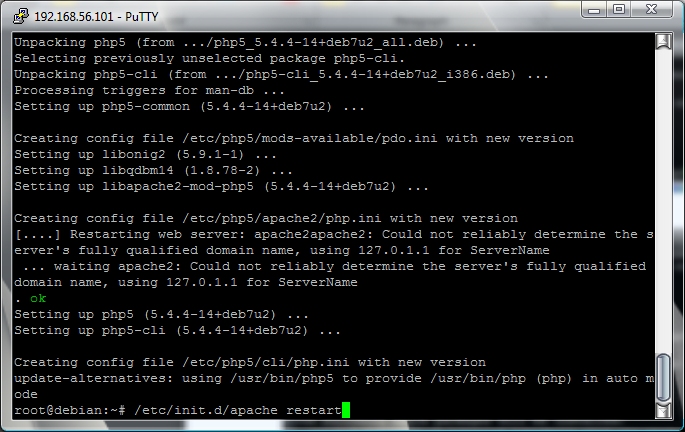 192.168.56.101 - PuTTY
Unpacking php5 (from .../php5_5.4.4-14+deb7u2_all.deb) ...
Selecting previously unselected package php5-cli.
Unpacking php5-cli (from .../php5-cli_5.4.4-14+deb7u2_i386.deb) ...
Processing triggers for man-db ...
Setting up php5-common (5.4.4-14+deb7u2) ...
Creating config file /etc/php5/mods-available/pdo.ini with new version
Setting up libonig2 (5.9.1-1) ...
Setting up libqdbm14 (1.8.78-2) ...
Setting up libapache2-mod-php5 (5.4.4-14+deb7u2) ...
Creating config file /etc/php5/apache2/php.ini with new version
[....] Restarting web server: apache2apache2: Could not reliably determine the s
erver's fully qualified domain name, using 127.0.1.1 for ServerName
 ... waiting apache2: Could not reliably determine the server's fully qualified
domain name, using 127.0.1.1 for ServerName
. ok
Setting up php5 (5.4.4-14+deb7u2) ...
Setting up php5-cli (5.4.4-14+deb7u2) ...
Creating config file /etc/php5/cli/php.ini with new version
update-alternatives: using /usr/bin/php5 to provide /usr/bin/php (php) in auto m
ode
root@debian:~# /etc/init.d/apache restart